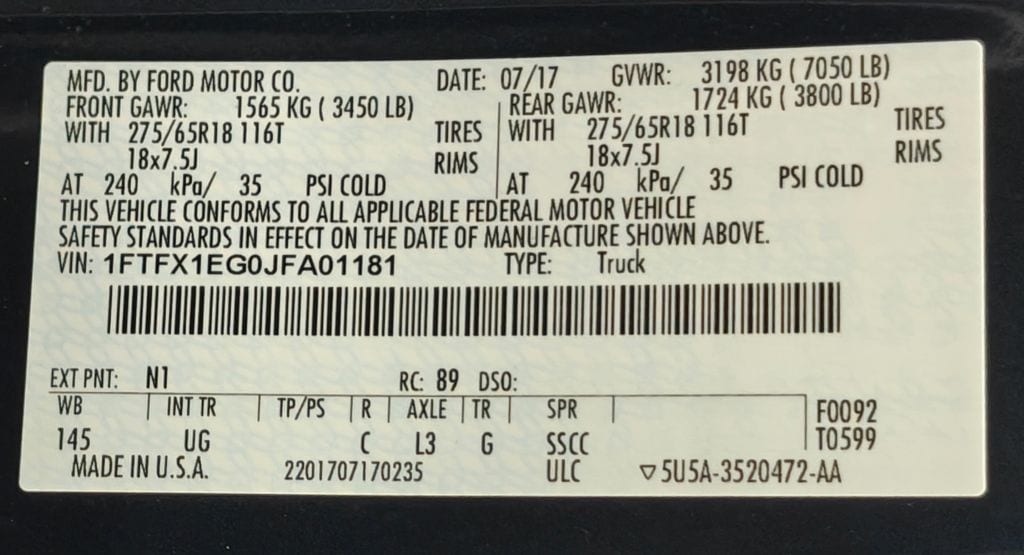 MFD. BY FORD MOTOR CO. DATE: 07/17 GVWR: 3198 KG ( 7050 LB)
FRONT GAWR: 1565 KG ( 3450 LB) REAR GAWR: 1724 KG ( 3800 LB)
WITH 275/65R18 116T TIRES WITH 275/65R18 116T TIRES
18x7.5J RIMS 18x7.5J RIMS
AT 240 kPa/ 35 PSI COLD AT 240 kPa/ 35 PSI COLD
THIS VEHICLE CONFORMS TO ALL APPLICABLE FEDERAL MOTOR VEHICLE
SAFETY STANDARDS IN EFFECT ON THE DATE OF MANUFACTURE SHOWN ABOVE.
VIN: 1FTFX1EG0JFA01181 TYPE: Truck
EXT PNT: N1 RC: 89 DSO:
WB INT TR TP/PS R AXLE TR SPR F0092
145 UG C L3 G SSCC T0599
MADE IN U.S.A. 2201707170235 ULC ▽5U5A-3520472-AA